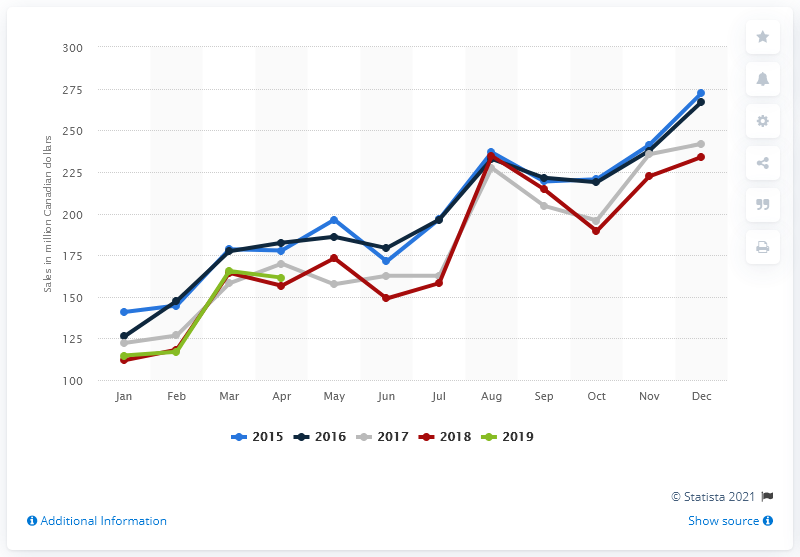 300
275
250
225
200
175
150
125
100
Sales in million Canadian dollars
Jan Feb Mar Apr May Jun Jul Aug Sep Oct Nov Dec
2015 2016 2017 2018 2019
© Statista 2021
Additional Information Show source